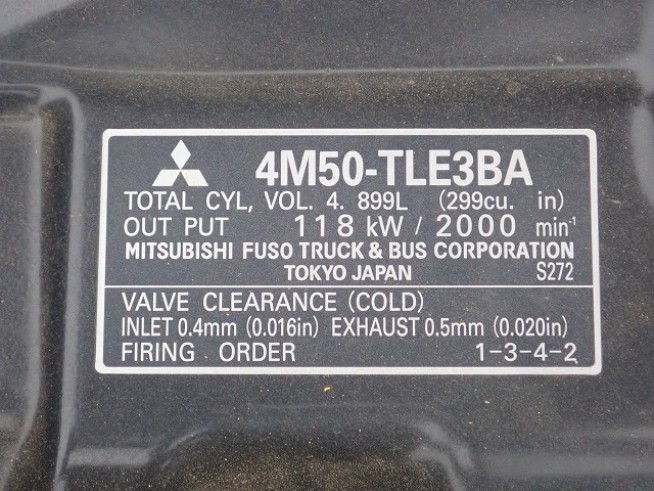 4M50-TLE3BA
TOTAL CYL, VOL. 4. 899L (299cu. in)
OUT PUT 118 kW / 2000 min-1
MITSUBISHI FUSO TRUCK & BUS CORPORATION
TOKYO JAPAN S272
VALVE CLEARANCE (COLD)
INLET 0.4mm (0.016in) EXHAUST 0.5mm (0.020in)
FIRING ORDER 1-3-4-2